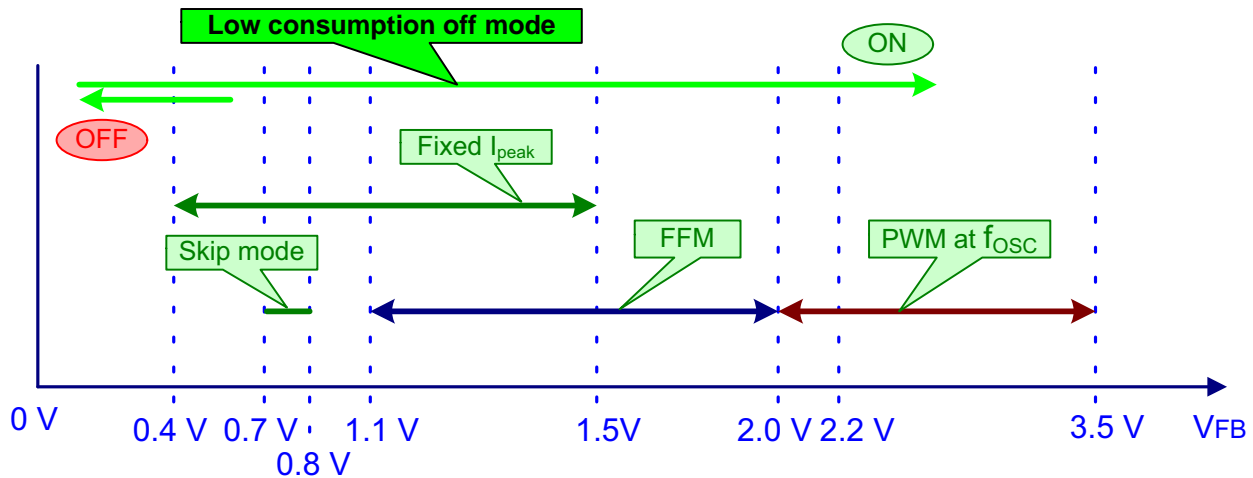 Low consumption off mode
ON
OFF
Fixed Ipeak
Skip mode
FFM
PWM at fOSC
0 V
0.4 V
0.7 V
0.8 V
1.1 V
1.5V
2.0 V
2.2 V
3.5 V
VFB